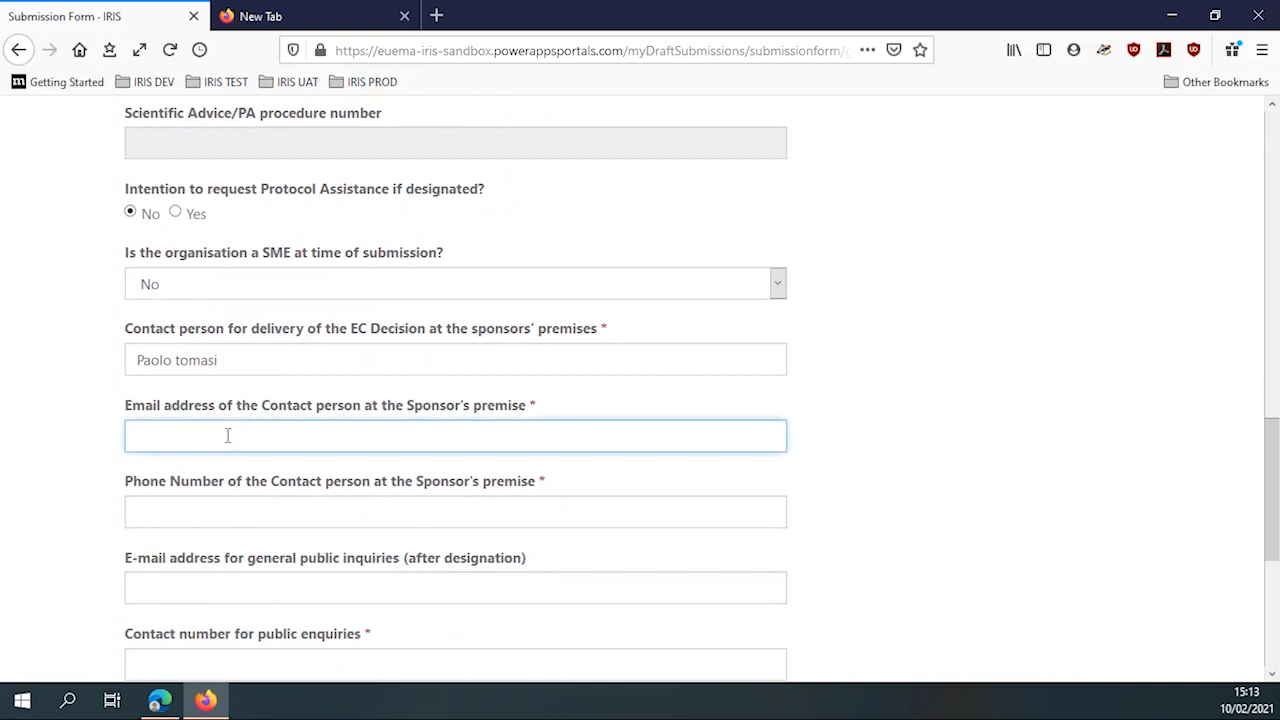 Submission Form - IRIS
New Tab
https://euema-iris-sandbox.powerappsportals.com/myDraftSubmissions/submissionform/
Getting Started
IRIS DEV
IRIS TEST
IRIS UAT
IRIS PROD
Other Bookmarks
Scientific Advice/PA procedure number
Intention to request Protocol Assistance if designated?
No Yes
Is the organisation a SME at time of submission?
No
Contact person for delivery of the EC Decision at the sponsors' premises *
Paolo tomasi
Email address of the Contact person at the Sponsor's premise *
Phone Number of the Contact person at the Sponsor's premise *
E-mail address for general public inquiries (after designation)
Contact number for public enquiries *
15:13
10/02/2021